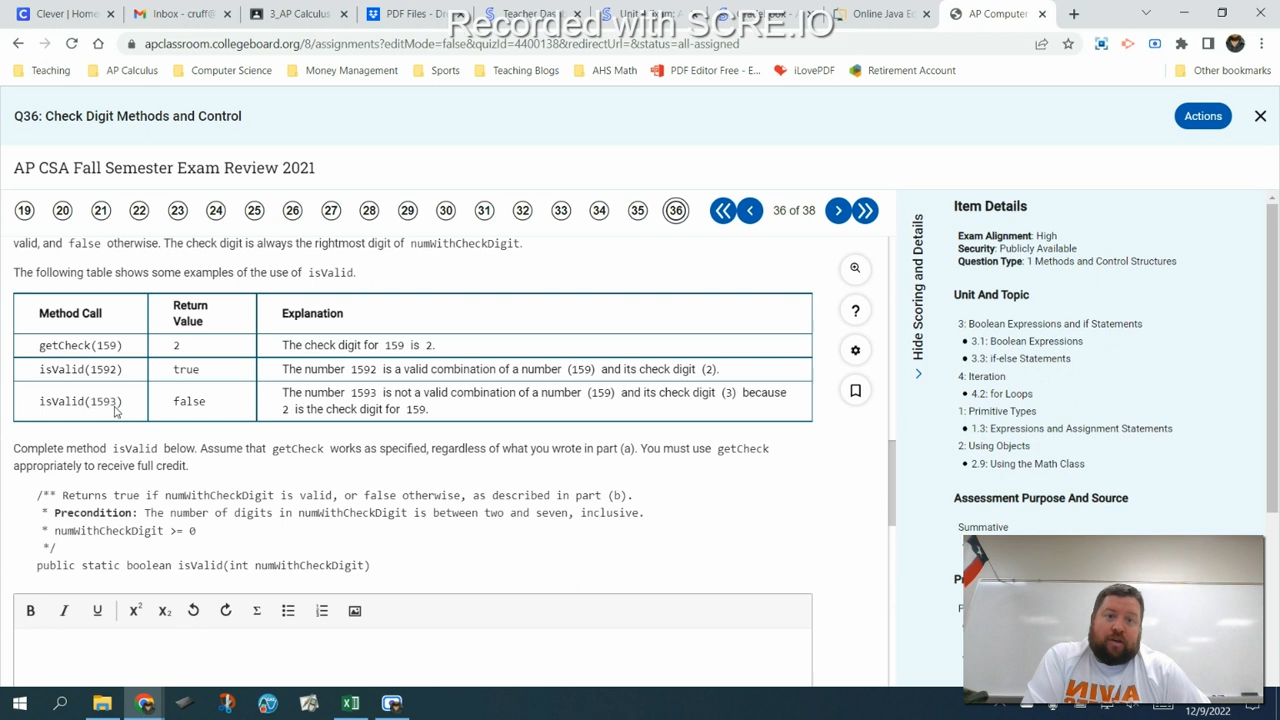 Clever | Home
Inbox - cruff@
3_AP Calculus
PDF Files - D
Teacher Das
Online Java Ed
AP Computer
Recorded with SCRE.IO
apclassroom.collegeboard.org/8/assignments?editMode=false&quizId=4400138&redirectUrl=&status=all-assigned
Teaching
AP Calculus
Computer Science
Money Management
Sports
Teaching Blogs
AHS Math
PDF Editor Free - E...
iLovePDF
Retirement Account
Other bookmarks
Q36: Check Digit Methods and Control
Actions
AP CSA Fall Semester Exam Review 2021
19 20 21 22 23 24 25 26 27 28 29 30 31 32 33 34 35 36
36 of 38
valid, and false otherwise. The check digit is always the rightmost digit of numWithCheckDigit.
The following table shows some examples of the use of isValid.
Method Call
Return
Value
Explanation
getCheck(159) 2 The check digit for 159 is 2.
isValid(1592) true The number 1592 is a valid combination of a number (159) and its check digit (2).
isValid(1593) false The number 1593 is not a valid combination of a number (159) and its check digit (3) because
2 is the check digit for 159.
Complete method isValid below. Assume that getCheck works as specified, regardless of what you wrote in part (a). You must use getCheck
appropriately to receive full credit.
/** Returns true if numWithCheckDigit is valid, or false otherwise, as described in part (b).
* Precondition: The number of digits in numWithCheckDigit is between two and seven, inclusive.
* numWithCheckDigit >= 0
*/
public static boolean isValid(int numWithCheckDigit)
B I U X² X₂ Σ
Hide Scoring and Details
Item Details
Exam Alignment: High
Security: Publicly Available
Question Type: 1 Methods and Control Structures
Unit And Topic
3: Boolean Expressions and if Statements
• 3.1: Boolean Expressions
• 3.3: if-else Statements
4: Iteration
• 4.2: for Loops
1: Primitive Types
• 1.3: Expressions and Assignment Statements
2: Using Objects
• 2.9: Using the Math Class
Assessment Purpose And Source
Summative
ALVIN
12/9/2022